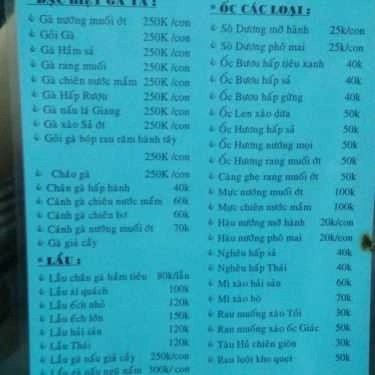 ĐẶC BIỆT GÀ TA :
Gà nướng muối ớt 250K/con
Gỏi Gà 250K /con
Gà Hấm sả 250K /con
Gà rang muối 250K /con
Gà chiên nước mắm 250K /con
Gà Hấp Rượu 250K /con
Gà nấu lá Giang 250K /con
Gà xào Sả ớt 250K /con
Gỏi gà bóp rau răm hành tây
250K /con
Cháo gà 250K /con
Chân gà hấp hành 40k
Cánh gà chiên nước mắm 60k
Cánh gà chiên bơ 60k
Cánh gà nướng muối ớt 70k
Gà giả cầy
* LẨU :
Lẩu chân gà hầm tiêu 80k/lẩu
Lẩu xí quách 100k
Lẩu ếch nhỏ 120k
Lẩu ếch lớn 150k
Lẩu hải sản 120k
Lẩu Thái 120k
Lẩu gà nấu giả cầy 250k/con
Lẩu gà nấu ngũ nấm 300k/ con
* ỐC CÁC LOẠI :
Sò Dương mỡ hành 25k/con
Sò Dương phô mai 25k/con
Ốc Bươu hấp tiêu xanh 40k
Ốc Bươu hấp sả 40k
Ốc Bươu hấp gừng 40k
Ốc Len xào dừa 50k
Ốc Hương hấp sả 50k
Ốc Hương nướng mọi 50k
Ốc Hương rang muối ớt 50k
Càng ghẹ rang muối ớt 50k
Mực nướng muối ớt 100k
Mực chiên nước mắm 100k
Hàu nướng mỡ hành 20k/con
Hàu nướng phô mai 20k/con
Nghêu hấp sả 40k
Nghêu hấp Thái 40k
Mì xào hải sản 60k
Mì xào bò 70k
Rau muống xào Tỏi 30k
Rau muống xào ốc Giác 50k
Tàu Hủ chiên giòn 30k
Rau luột kho quẹt 50k